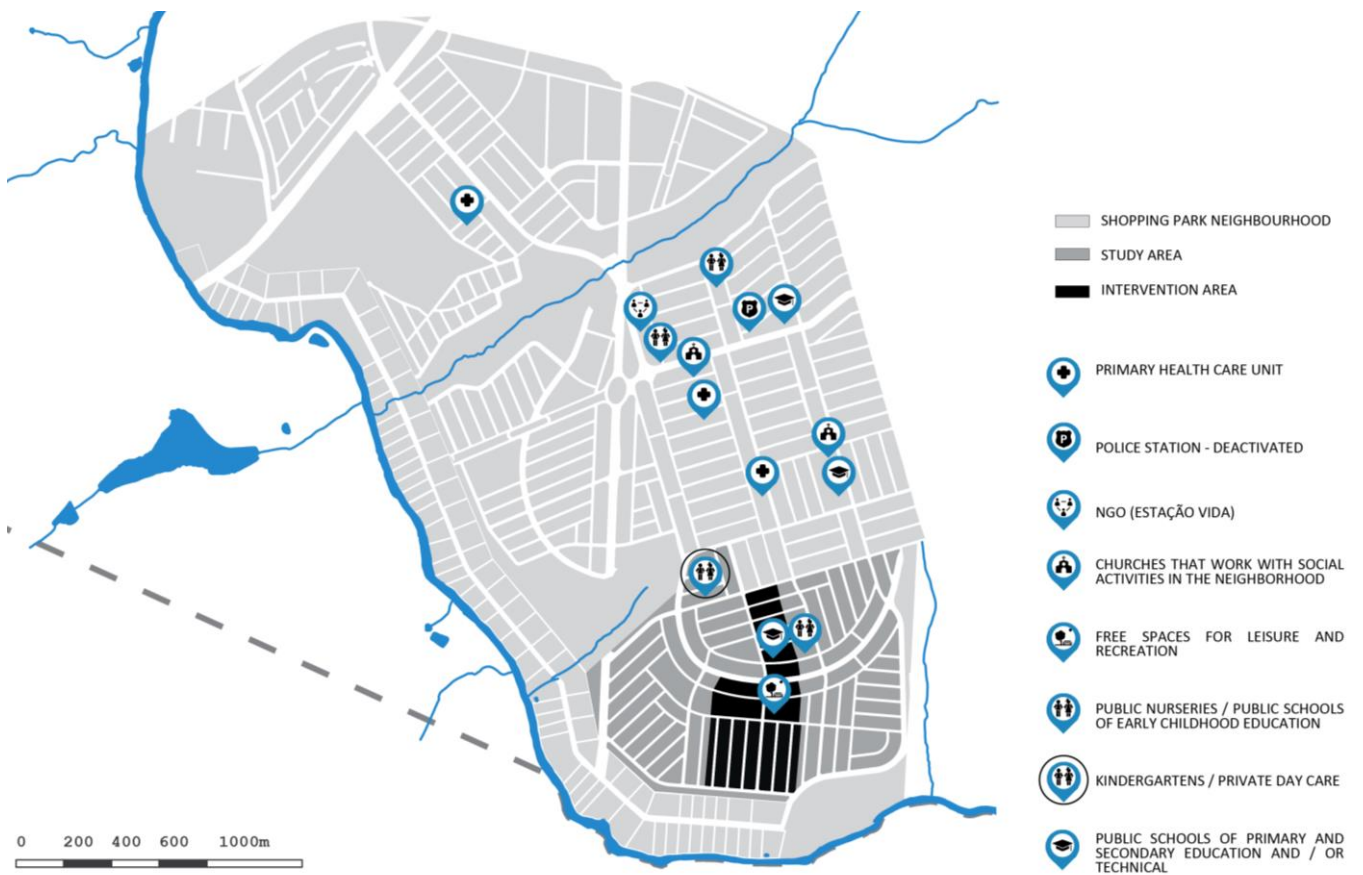 SHOPPING PARK NEIGHBOURHOOD
STUDY AREA
INTERVENTION AREA
PRIMARY HEALTH CARE UNIT
POLICE STATION - DEACTIVATED
NGO (ESTAÇÃO VIDA)
CHURCHES THAT WORK WITH SOCIAL
ACTIVITIES IN THE NEIGHBORHOOD
FREE SPACES FOR LEISURE AND
RECREATION
PUBLIC NURSERIES / PUBLIC SCHOOLS
OF EARLY CHILDHOOD EDUCATION
KINDERGARTENS / PRIVATE DAY CARE
PUBLIC SCHOOLS OF PRIMARY AND
SECONDARY EDUCATION AND / OR
TECHNICAL
0 200 400 600 1000m
P
P